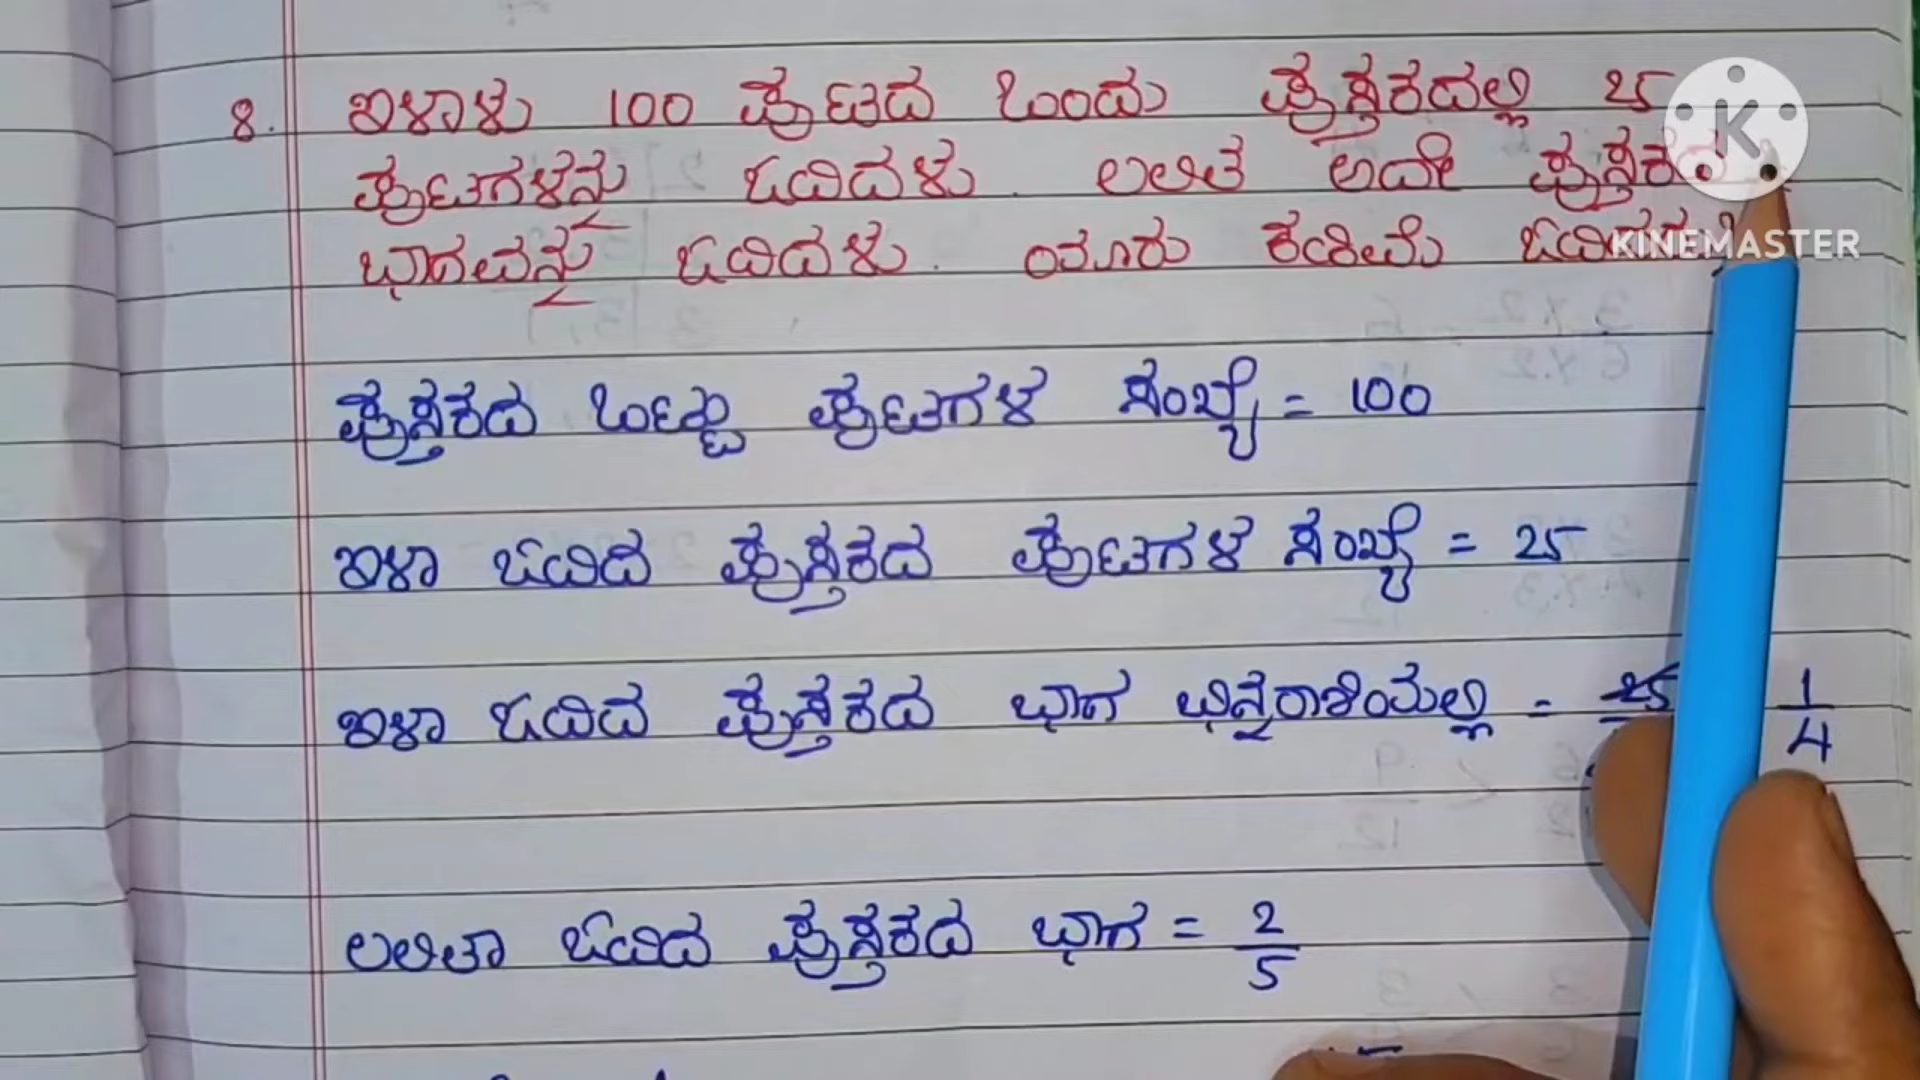 8. ಇಳಾಳು 100 ಪುಟದ ಒಂದು ಪುಸ್ತಕದಲ್ಲಿ 25
ಪುಟಗಳನ್ನು ಓದಿದಳು. ಲಲಿತ ಅದೇ ಪುಸ್ತಕದ
ಭಾಗವನ್ನು ಓದಿದಳು. ಯಾರು ಕಡಿಮೆ
KINEMASTER
ಪುಸ್ತಕದ ಒಟ್ಟು ಪುಟಗಳ ಸಂಖ್ಯೆ = 100
ಇಳಾ ಓದಿದ ಪುಸ್ತಕದ ಪುಟಗಳ ಸಂಖ್ಯೆ = 25
ಇಳಾ ಓದಿದ ಪುಸ್ತಕದ ಭಾಗ ಭಿನ್ನರಾಶಿಯಲ್ಲಿ = 25 1/4
ಲಲಿತಾ ಓದಿದ ಪುಸ್ತಕದ ಭಾಗ = 2/5